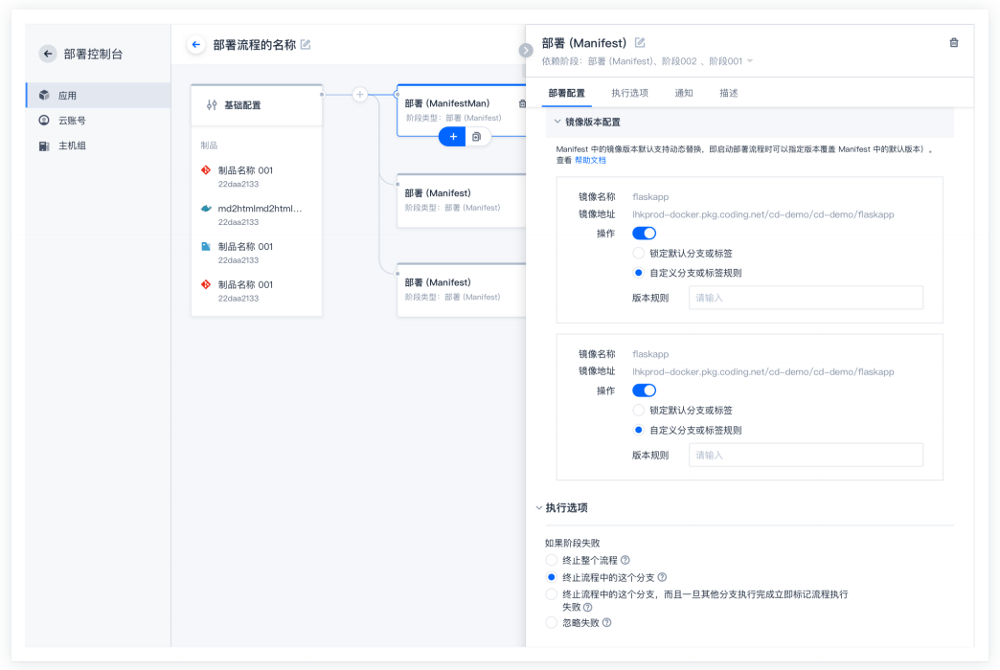 部署控制台
应用
云账号
主机组
部署流程的名称
基础配置
制品
制品名称 001
22daa2133
md2htmlmd2html...
22daa2133
制品名称 001
22daa2133
制品名称 001
22daa2133
部署 (ManifestMan)
阶段类型：部署 (Manifest)
部署 (Manifest)
阶段类型：部署 (Manifest)
部署 (Manifest)
阶段类型：部署 (Manifest)
部署 (Manifest)
依赖阶段：部署 (Manifest)、阶段002 、阶段001
部署配置 执行选项 通知 描述
镜像版本配置
Manifest 中的镜像版本默认支持动态替换，即启动部署流程时可以指定版本覆盖 Manifest 中的默认版本）。
查看 帮助文档
镜像名称 flaskapp
镜像地址 lhkprod-docker.pkg.coding.net/cd-demo/cd-demo/flaskapp
操作
锁定默认分支或标签
自定义分支或标签规则
版本规则 请输入
镜像名称 flaskapp
镜像地址 lhkprod-docker.pkg.coding.net/cd-demo/cd-demo/flaskapp
操作
锁定默认分支或标签
自定义分支或标签规则
版本规则 请输入
执行选项
如果阶段失败
终止整个流程
终止流程中的这个分支
终止流程中的这个分支，而且一旦其他分支执行完成立即标记流程执行
失败
忽略失败